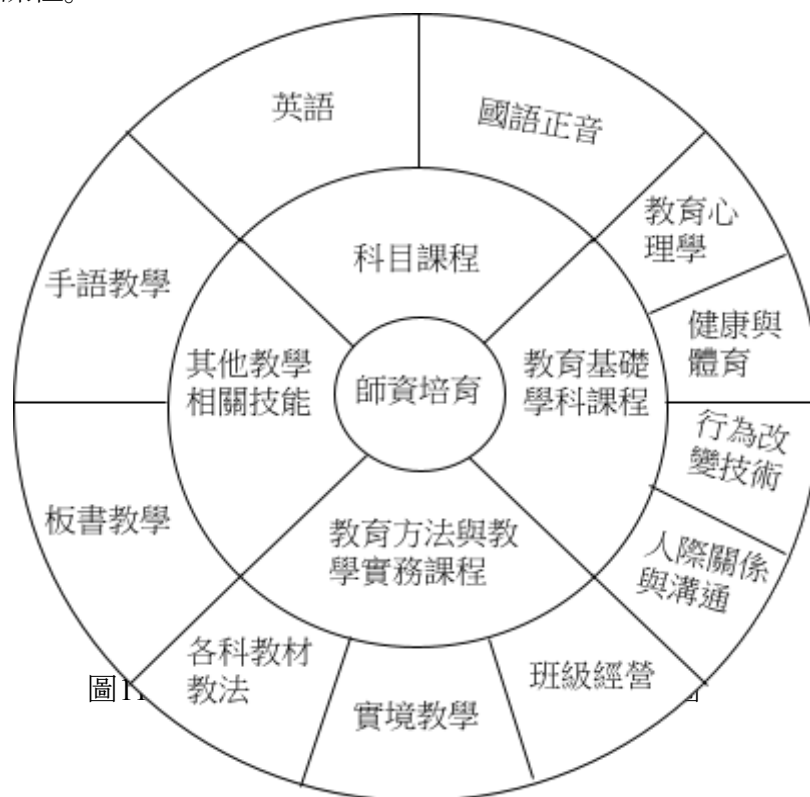 英語
國語正音
教育心
理學
健康與
體育
行為改
變技術
人際關係
與溝通
班級經營
實境教學
各科教材
教法
板書教學
手語教學
科目課程
教育基礎
學科課程
教育方法與教
學實務課程
其他教學
相關技能
師資培育
圖1